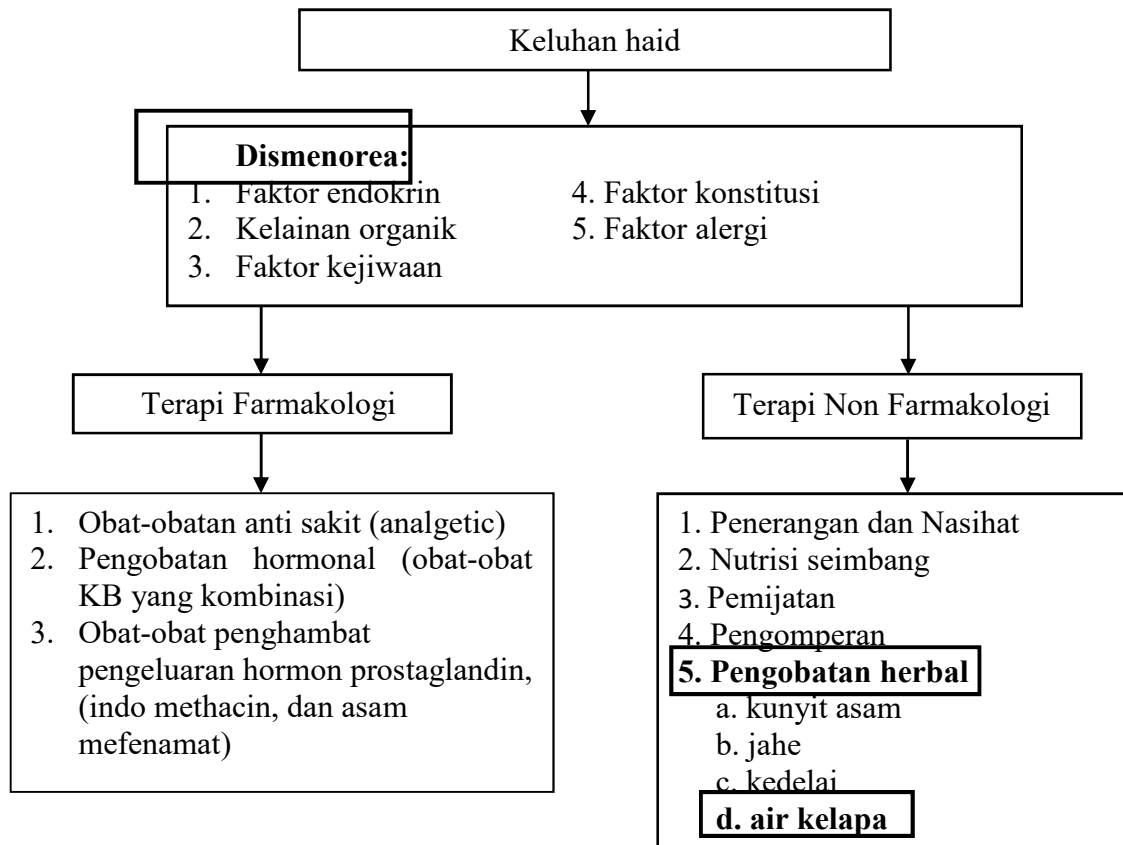 Keluhan haid
Dismenorea:
1. Faktor endokrin
2. Kelainan organik
3. Faktor kejiwaan
4. Faktor konstitusi
5. Faktor alergi
Terapi Farmakologi
1. Obat-obatan anti sakit (analgetic)
2. Pengobatan hormonal (obat-obat
KB yang kombinasi)
3. Obat-obat penghambat
pengeluaran hormon prostaglandin,
(indo methacin, dan asam
mefenamat)
Terapi Non Farmakologi
1. Penerangan dan Nasihat
2. Nutrisi seimbang
3. Pemijatan
4. Pengomperan
5. Pengobatan herbal
a. kunyit asam
b. jahe
c. kedelai
d. air kelapa